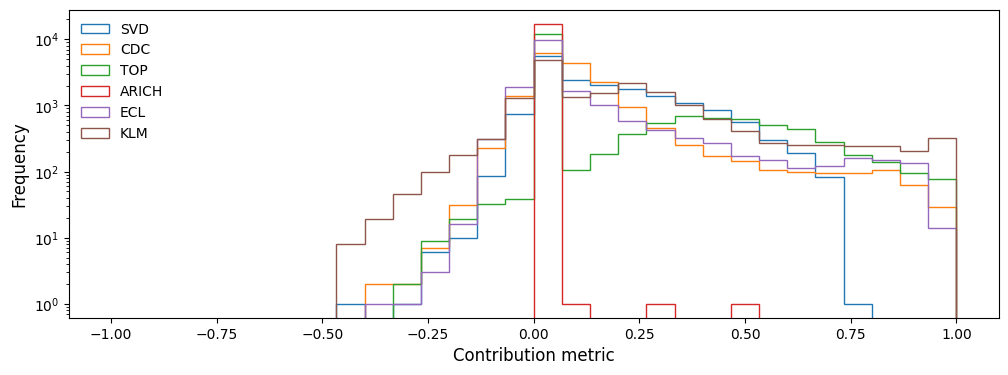 SVD
CDC
TOP
ARICH
ECL
KLM
Frequency
10⁴
10³
10²
10¹
10⁰
−1.00 −0.75 −0.50 −0.25 0.00 0.25 0.50 0.75 1.00
Contribution metric